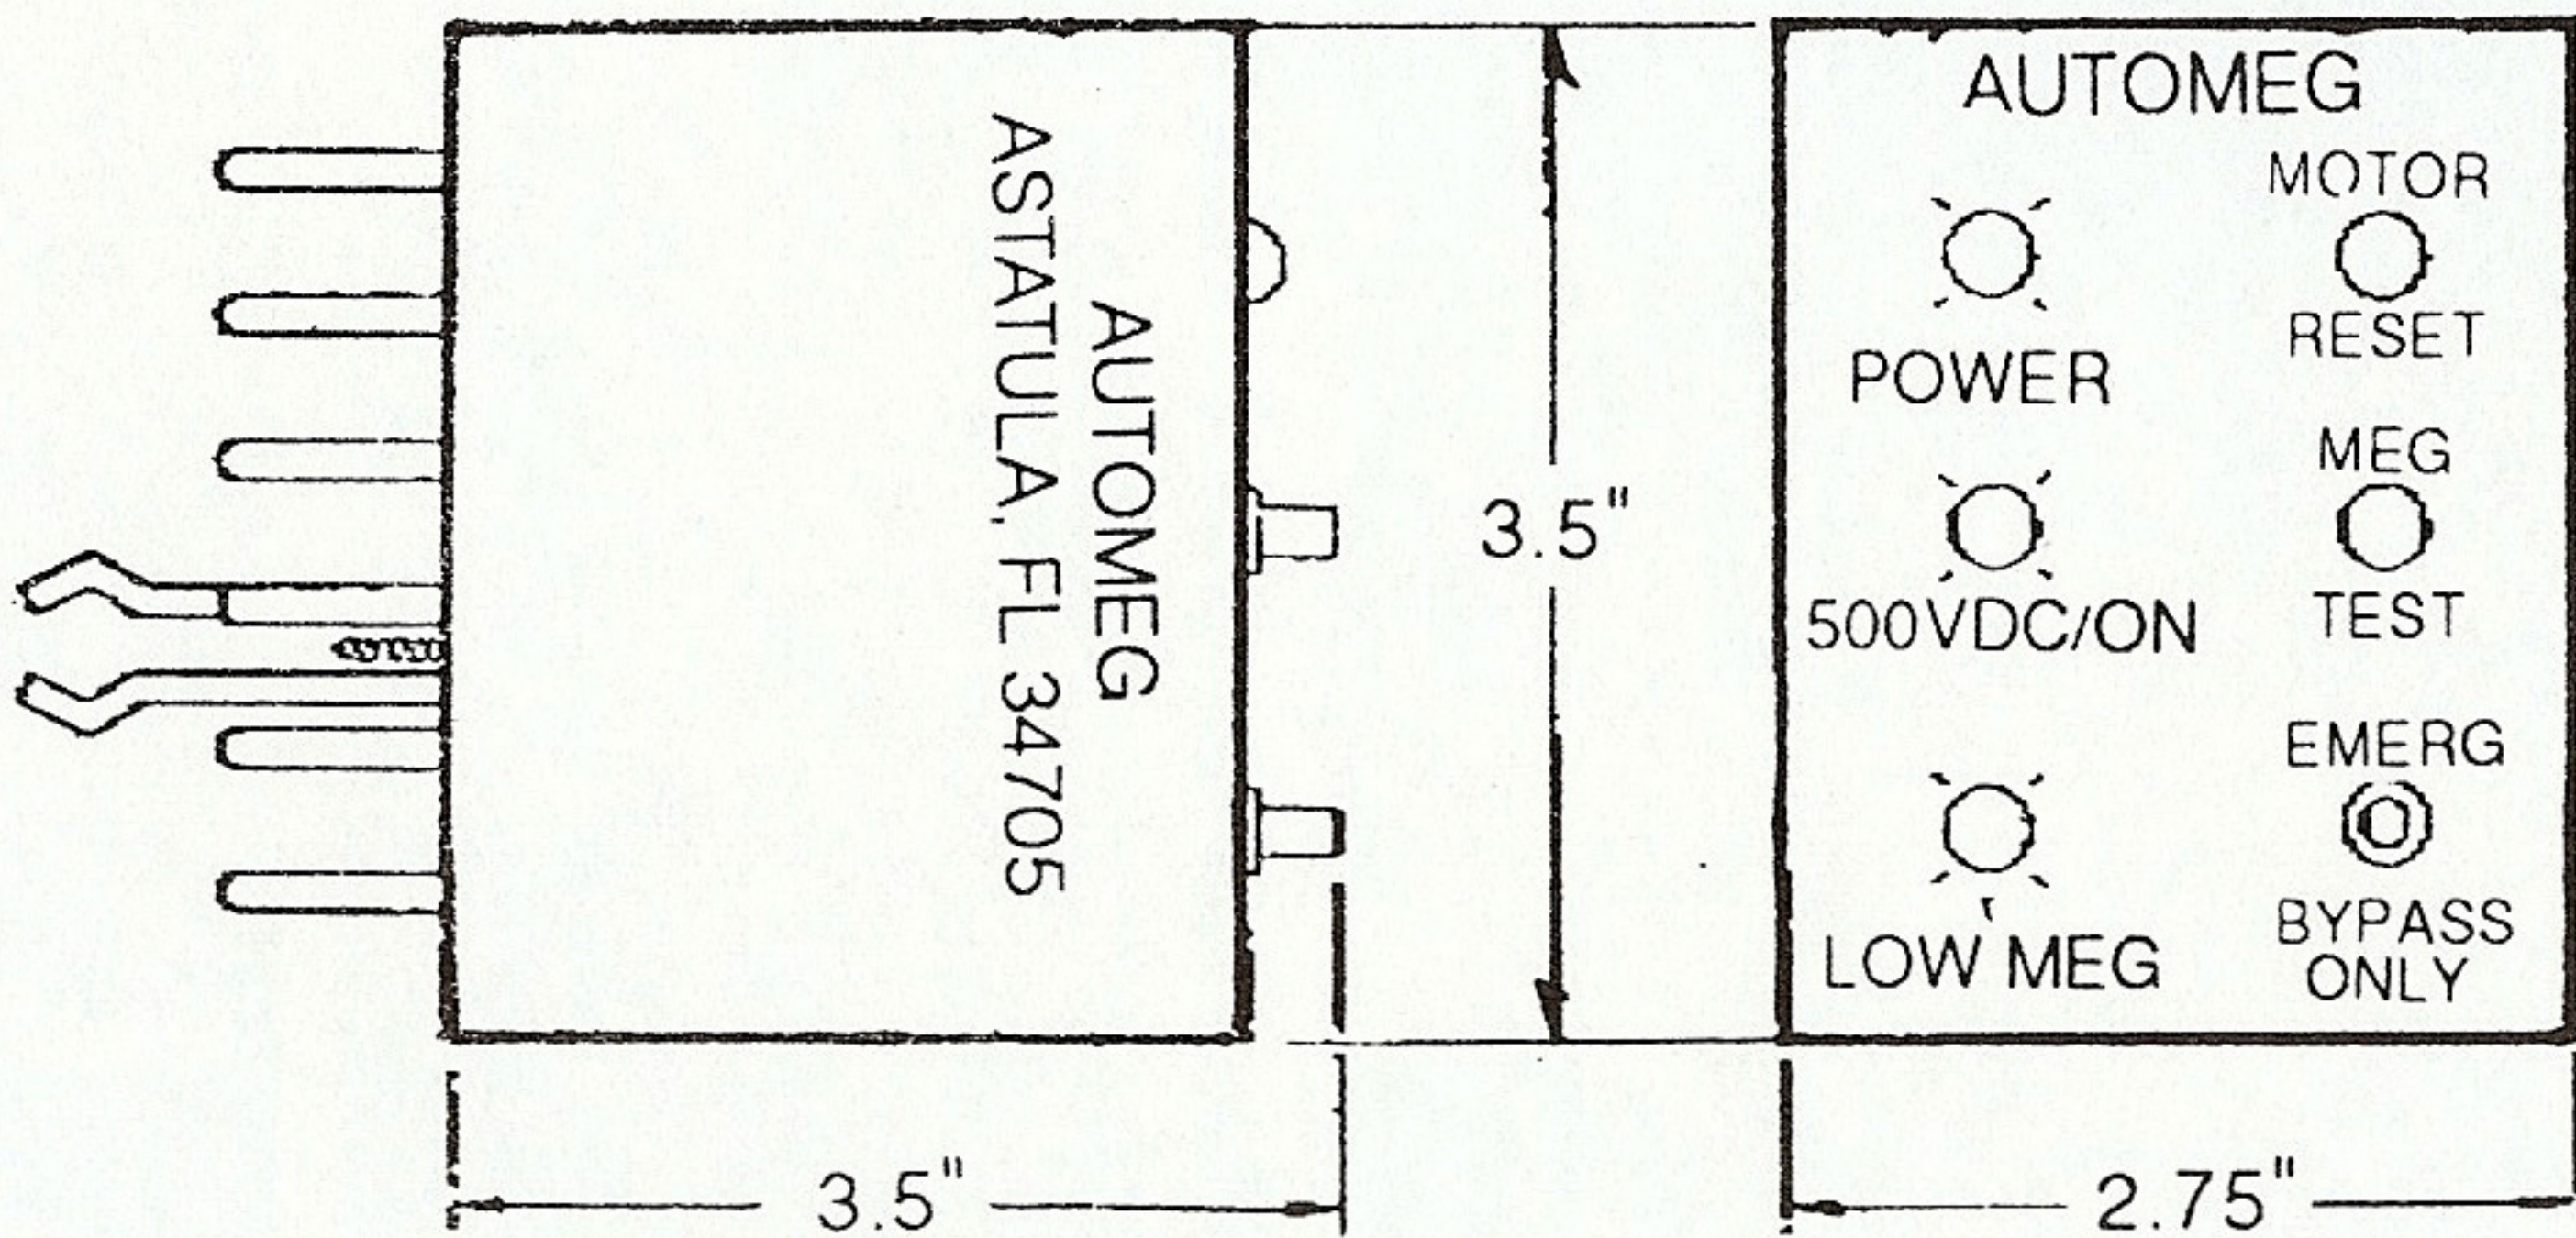 AUTOMEG
ASTATULA, FL 34705
3.5"
3.5"
AUTOMEG
MOTOR
RESET
POWER
MEG
TEST
500VDC/ON
EMERG
BYPASS
ONLY
LOW MEG
2.75"